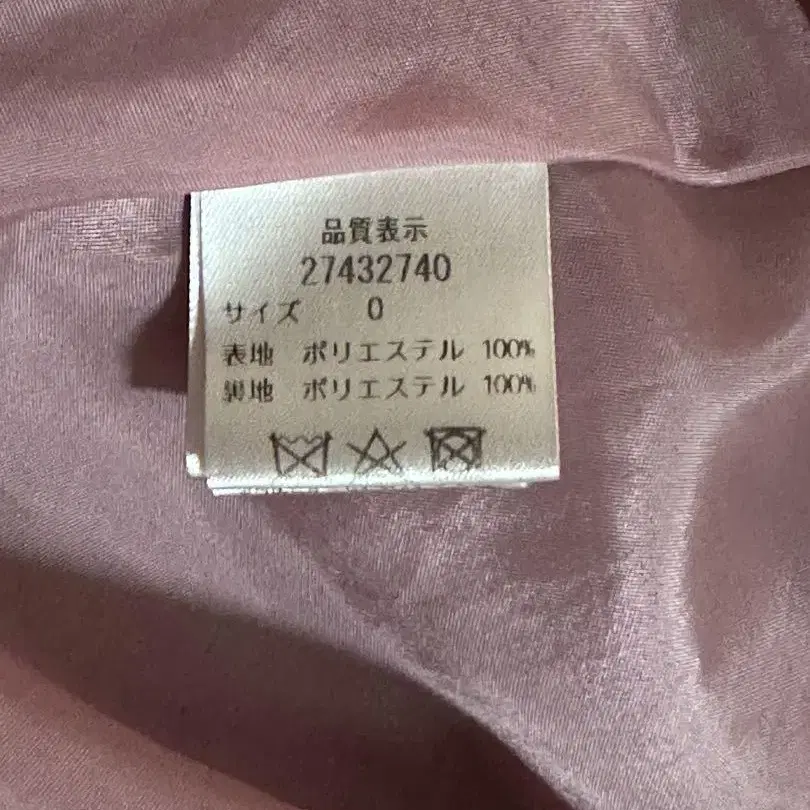 品質表示
27432740
サイズ 0
表地 ポリエステル 100%
裏地 ポリエステル 100%